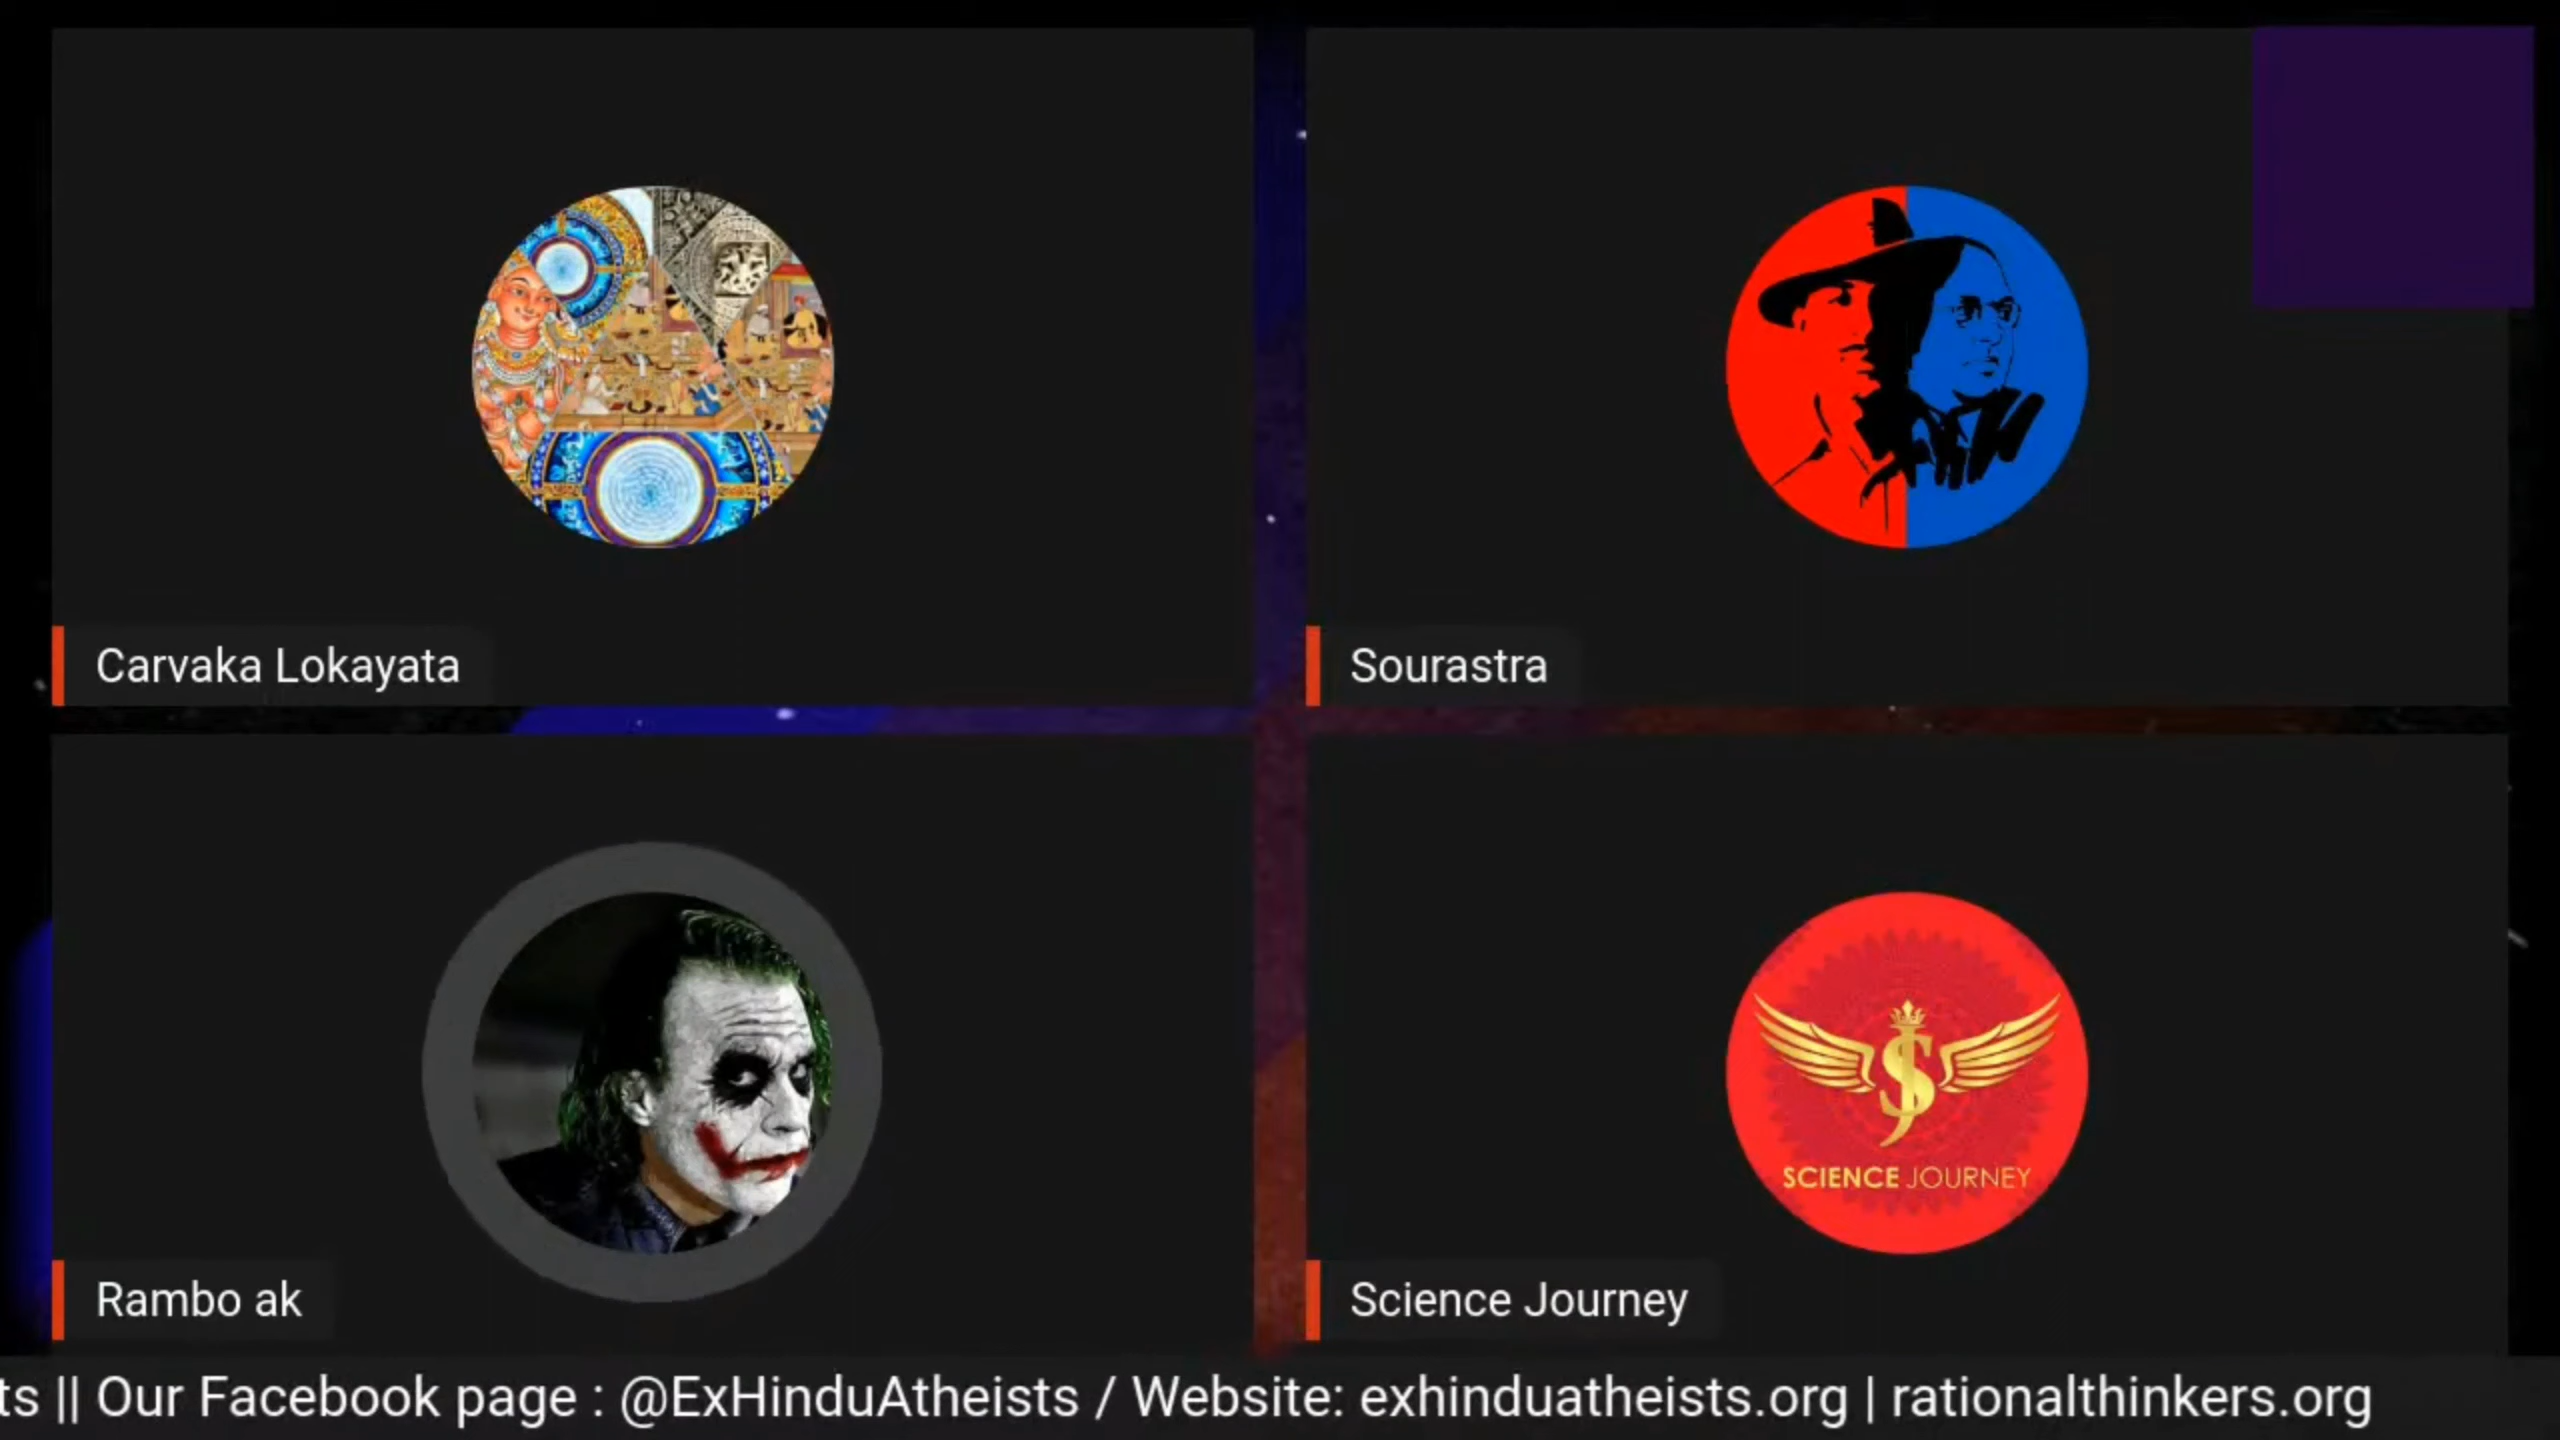 Carvaka Lokayata
Sourastra
SCIENCE JOURNEY
Rambo ak
Science Journey
ts || Our Facebook page : @ExHinduAtheists / Website: exhinduatheists.org | rationalthinkers.org